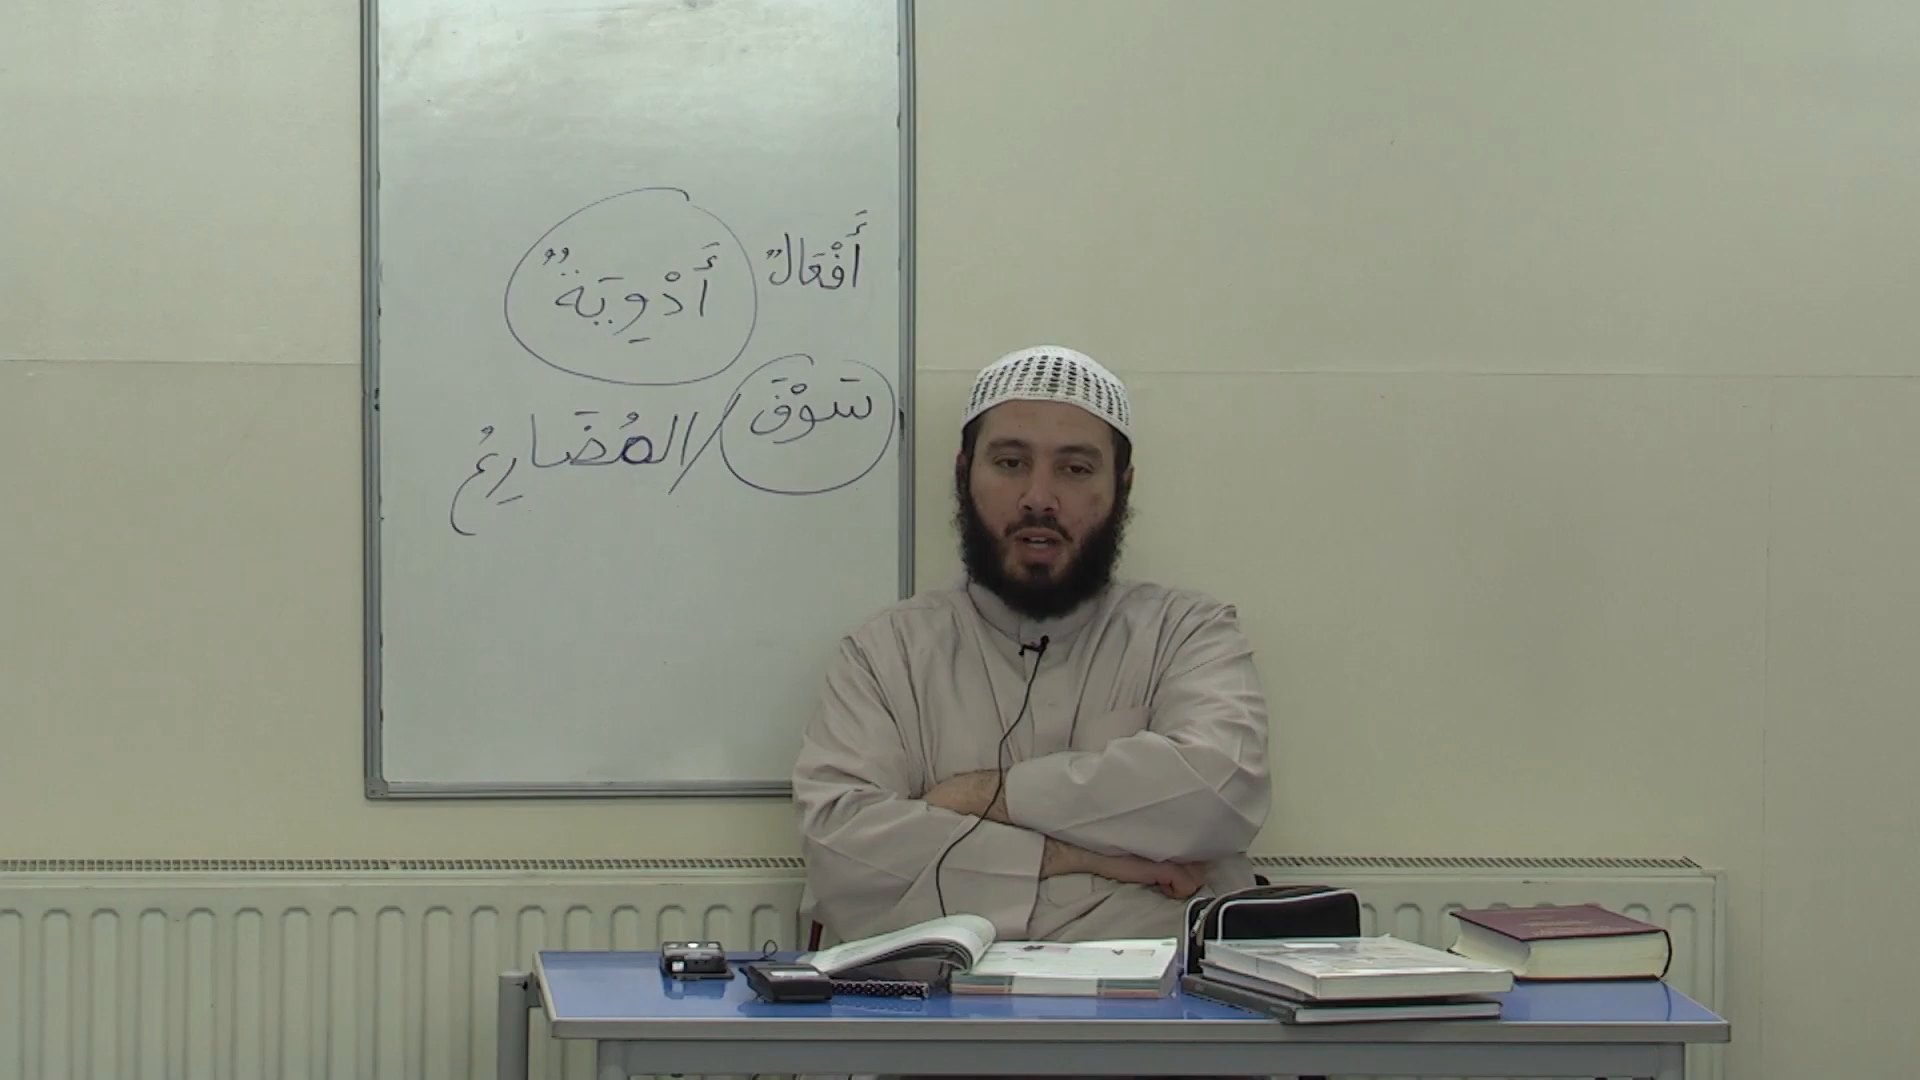 أَفْعَالٌ أَدْوِيَةٌ
سَوْفَ / المُضَارِعُ